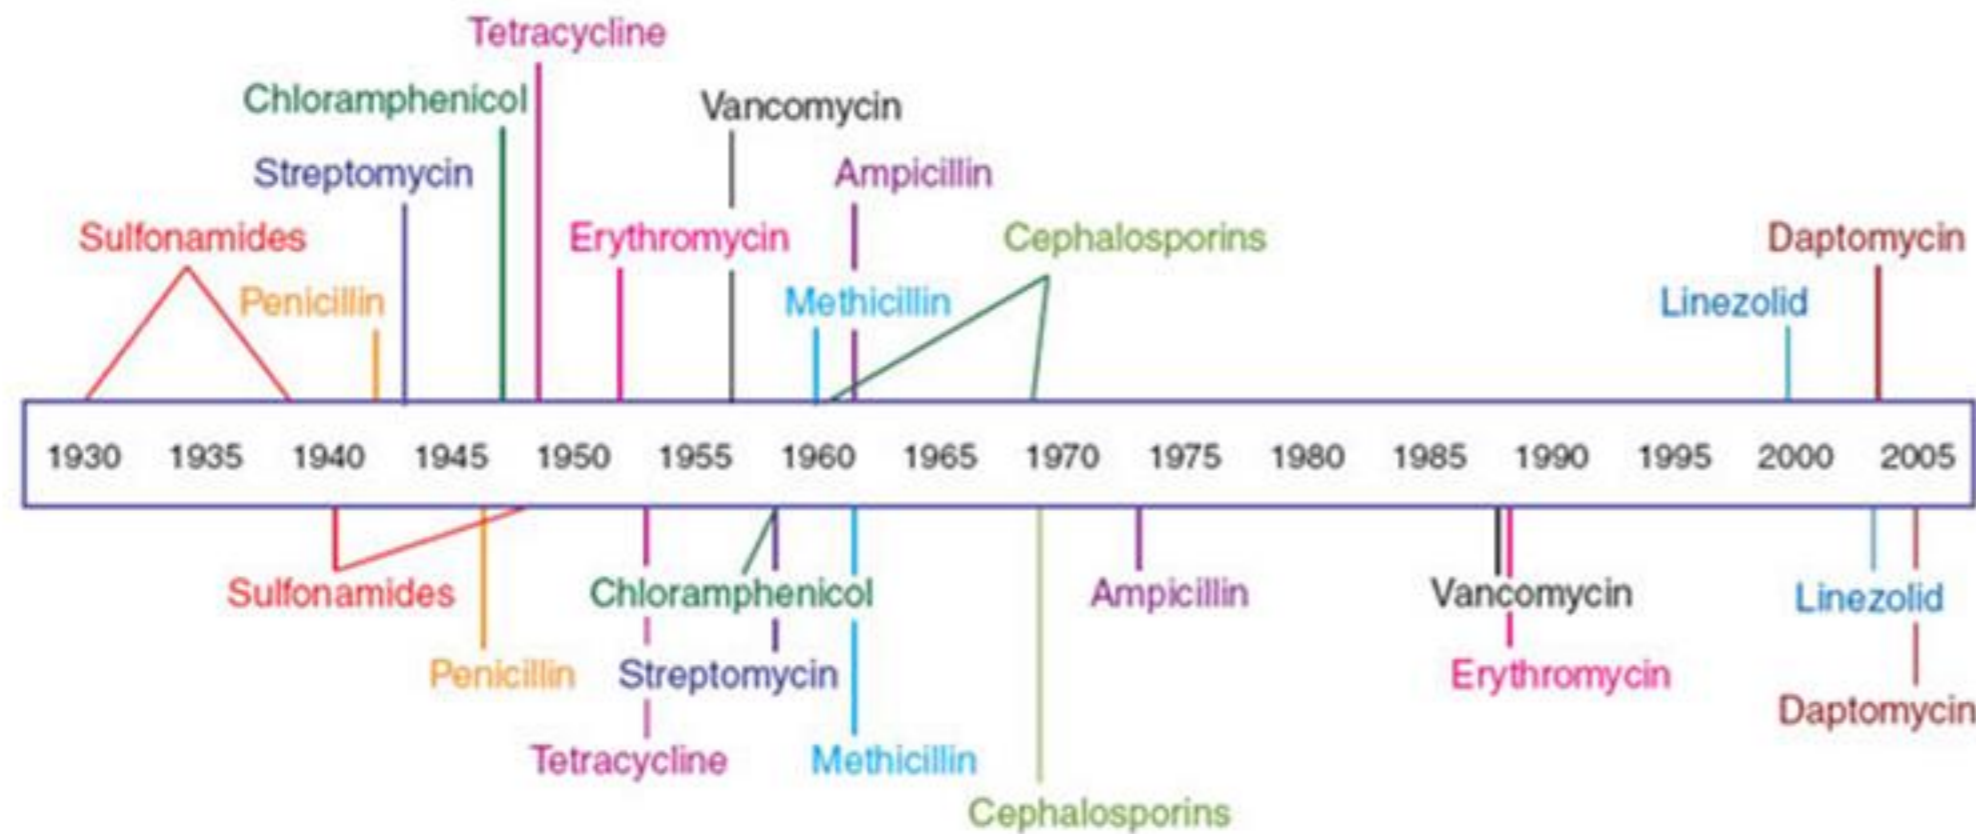 Tetracycline
Chloramphenicol
Vancomycin
Streptomycin
Ampicillin
Sulfonamides
Erythromycin
Cephalosporins
Daptomycin
Penicillin
Methicillin
Linezolid
1930 1935 1940 1945 1950 1955 1960 1965 1970 1975 1980 1985 1990 1995 2000 2005
Sulfonamides
Chloramphenicol
Ampicillin
Vancomycin
Linezolid
Penicillin
Streptomycin
Erythromycin
Daptomycin
Tetracycline
Methicillin
Cephalosporins